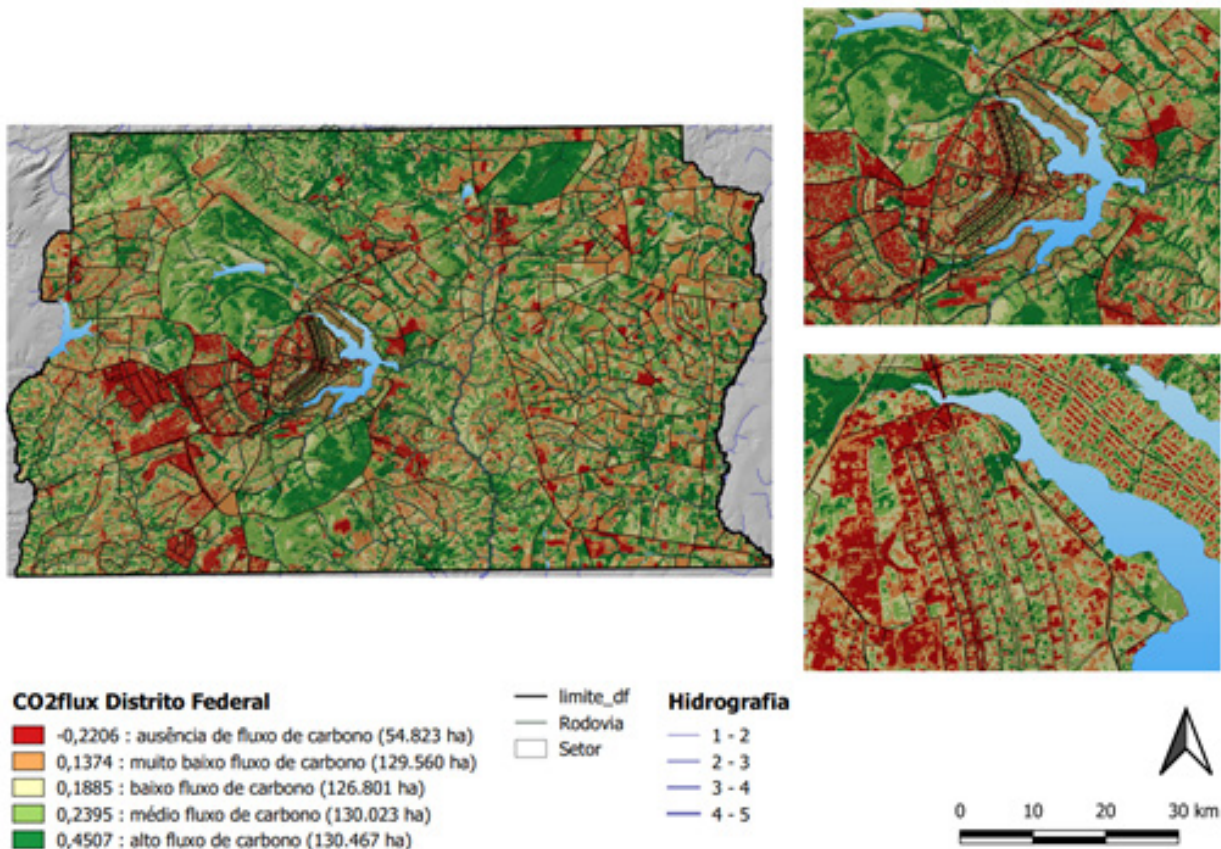 CO2flux Distrito Federal
-0,2206 : ausência de fluxo de carbono (54.823 ha)
0,1374 : muito baixo fluxo de carbono (129.560 ha)
0,1885 : baixo fluxo de carbono (126.801 ha)
0,2395 : médio fluxo de carbono (130.023 ha)
0,4507 : alto fluxo de carbono (130.467 ha)
limite_df
Rodovia
Setor
Hidrografia
1 - 2
2 - 3
3 - 4
4 - 5
0 10 20 30 km